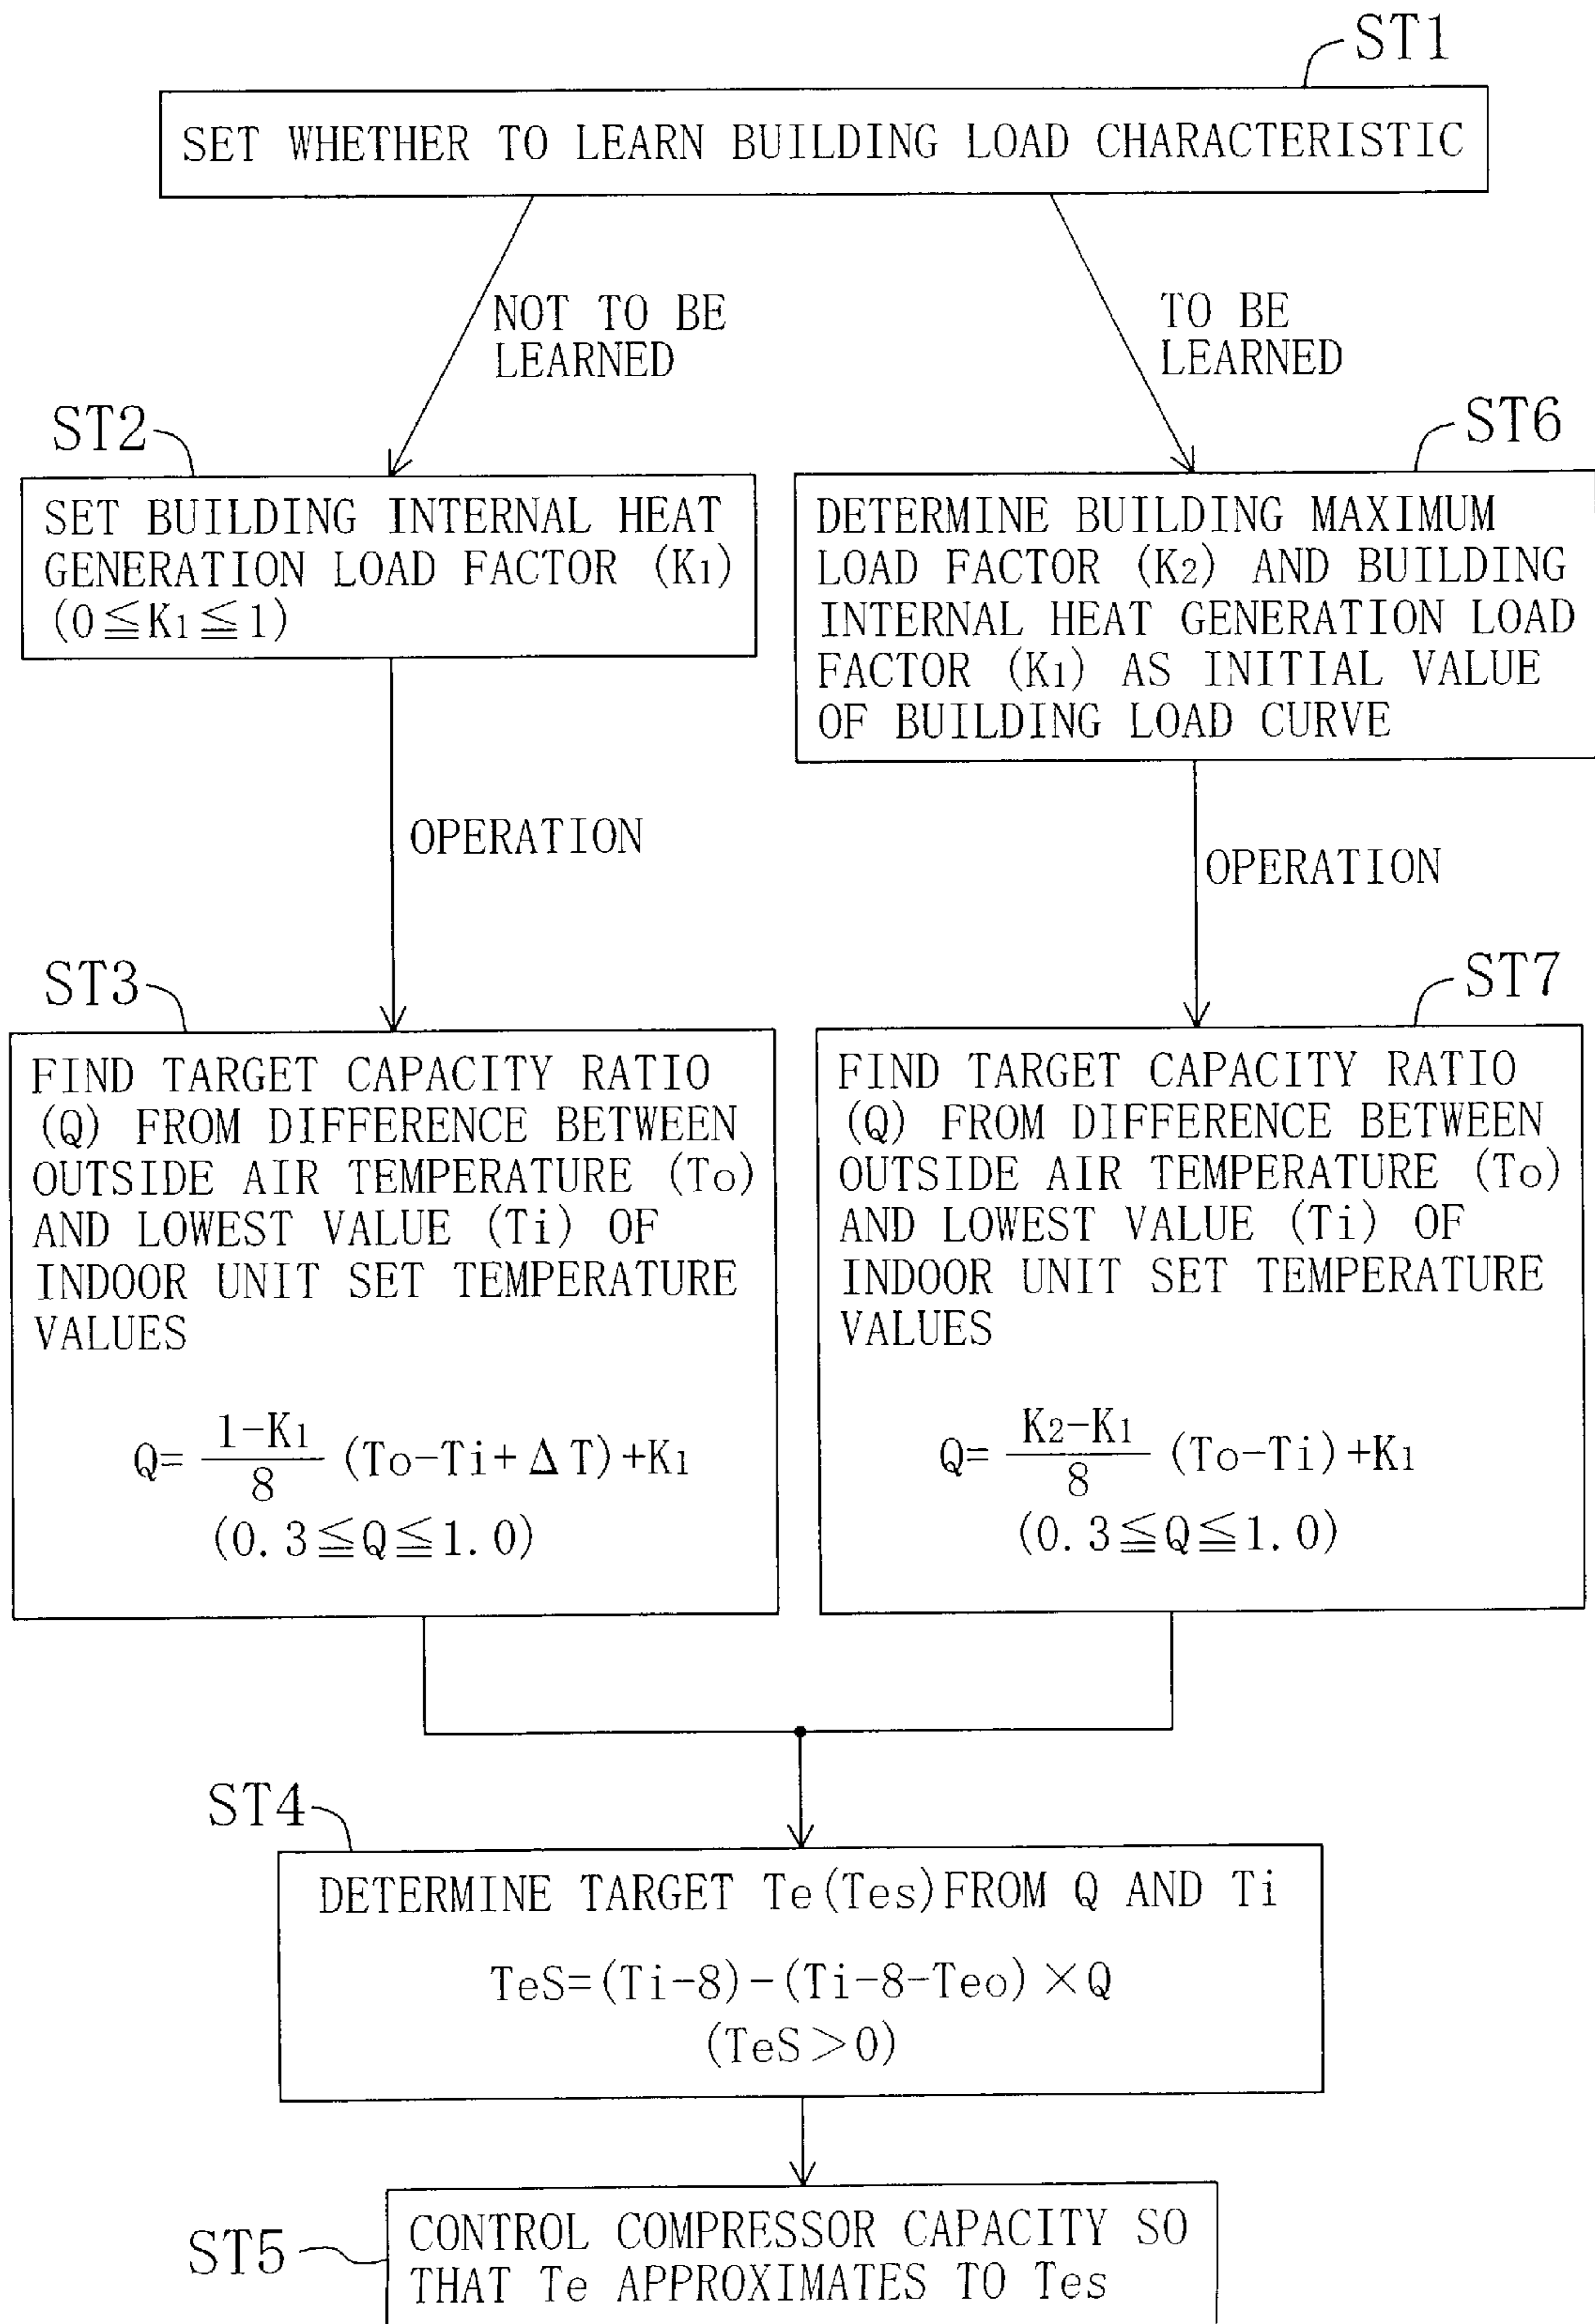 ST1
SET WHETHER TO LEARN BUILDING LOAD CHARACTERISTIC
NOT TO BE
LEARNED
TO BE
LEARNED
ST2
SET BUILDING INTERNAL HEAT
GENERATION LOAD FACTOR (K1)
(0≦K1≦1)
ST6
DETERMINE BUILDING MAXIMUM
LOAD FACTOR (K2) AND BUILDING
INTERNAL HEAT GENERATION LOAD
FACTOR (K1) AS INITIAL VALUE
OF BUILDING LOAD CURVE
OPERATION
OPERATION
ST3
FIND TARGET CAPACITY RATIO
(Q) FROM DIFFERENCE BETWEEN
OUTSIDE AIR TEMPERATURE (To)
AND LOWEST VALUE (Ti) OF
INDOOR UNIT SET TEMPERATURE
VALUES
Q= 1-K1/8 (To-Ti+ΔT)+K1
(0.3≦Q≦1.0)
ST7
FIND TARGET CAPACITY RATIO
(Q) FROM DIFFERENCE BETWEEN
OUTSIDE AIR TEMPERATURE (To)
AND LOWEST VALUE (Ti) OF
INDOOR UNIT SET TEMPERATURE
VALUES
Q= K2-K1/8 (To-Ti)+K1
(0.3≦Q≦1.0)
ST4
DETERMINE TARGET Te(Tes)FROM Q AND Ti
TeS=(Ti-8)-(Ti-8-Teo)×Q
(TeS>0)
ST5
CONTROL COMPRESSOR CAPACITY SO
THAT Te APPROXIMATES TO Tes